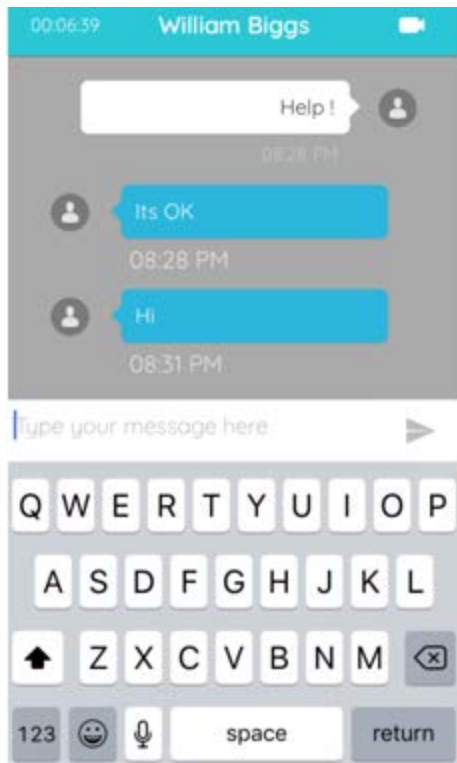 00:06:39 William Biggs
Help !
08:28 PM
Its OK
08:28 PM
Hi
08:31 PM
Type your message here
Q W E R T Y U I O P
A S D F G H J K L
Z X C V B N M
123 space return